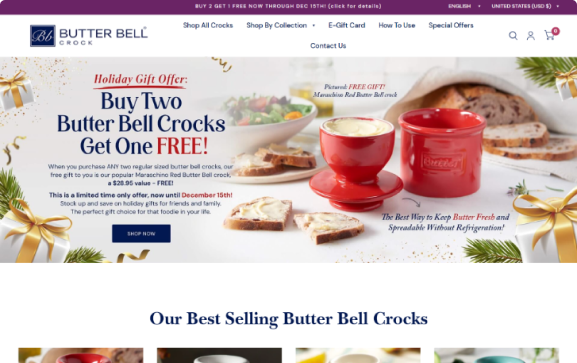 BUY 2 GET 1 FREE NOW THROUGH DEC 15TH! (click for details)
ENGLISH
UNITED STATES (USD $)
Bb BUTTER BELL®
CROCK
Shop All Crocks
Shop By Collection
E-Gift Card
How To Use
Special Offers
Contact Us
0
Holiday Gift Offer:
Buy Two
Butter Bell Crocks
Get One FREE!
When you purchase ANY two regular sized butter bell crocks, our
free gift to you is our popular Maraschino Red Butter Bell crock,
a $28.95 value - FREE!
This is a limited time only offer, now until December 15th!
Stock up and save on holiday gifts for friends and family.
The perfect gift choice for that foodie in your life.
SHOP NOW
Pictured: FREE GIFT!
Maraschino Red Butter Bell crock
The Best Way to Keep Butter Fresh and
Spreadable Without Refrigeration!
Our Best Selling Butter Bell Crocks